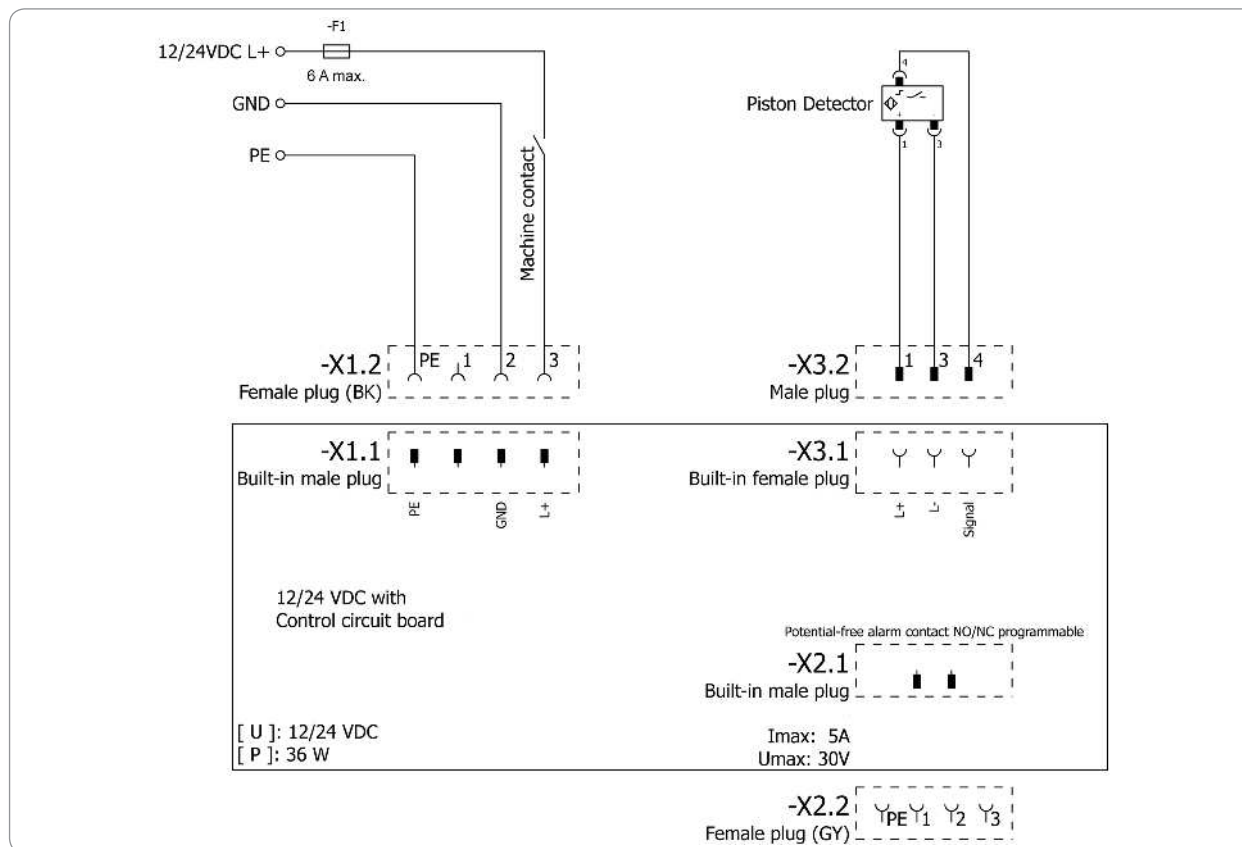 -F1
12/24VDC L+
6 A max.
GND
PE
Machine contact
Piston Detector
4
+ -
1 3
-X1.2 PE 1 2 3
Female plug (BK)
-X3.2 1 3 4
Male plug
-X1.1
Built-in male plug
PE GND L+
-X3.1
Built-in female plug
L+ L- Signal
12/24 VDC with
Control circuit board
Potential-free alarm contact NO/NC programmable
-X2.1
Built-in male plug
[ U ]: 12/24 VDC
[ P ]: 36 W
Imax: 5A
Umax: 30V
-X2.2 PE 1 2 3
Female plug (GY)